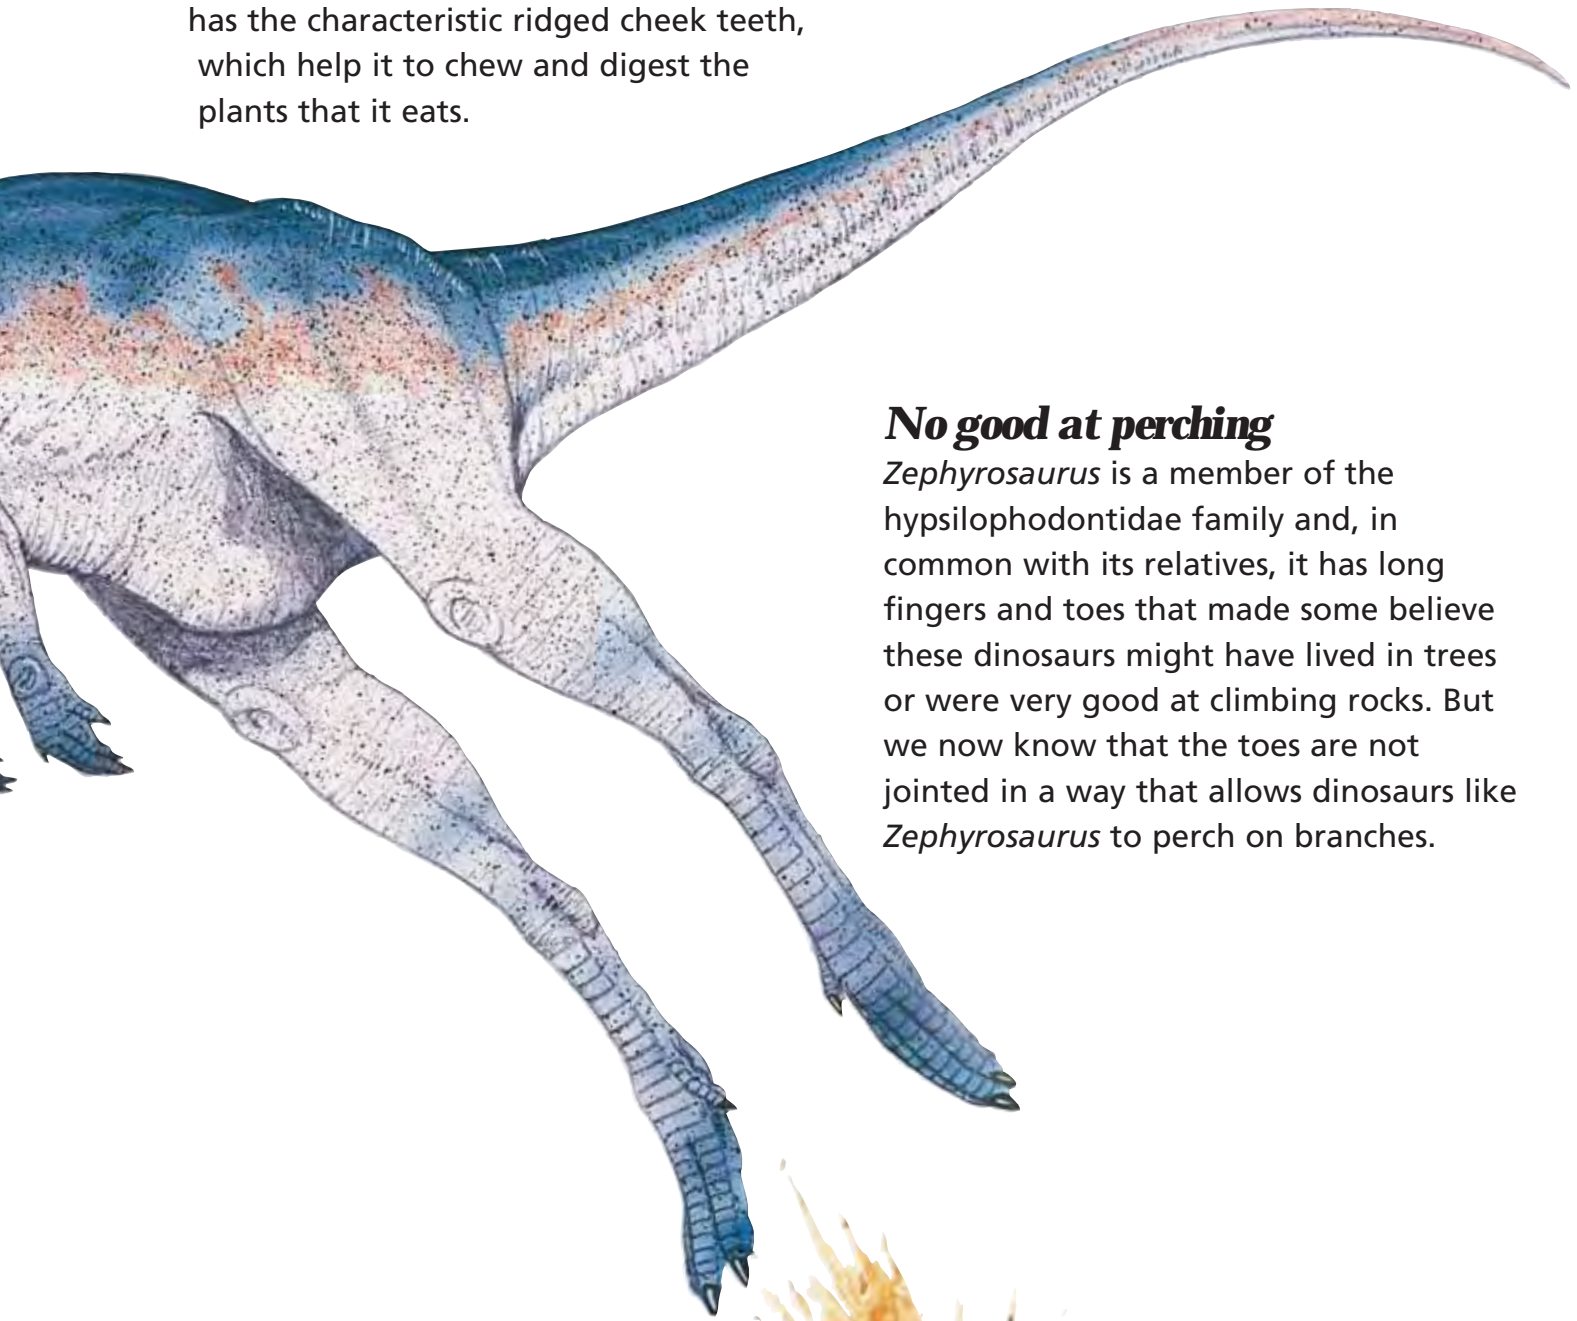 has the characteristic ridged cheek teeth,
which help it to chew and digest the
plants that it eats.
No good at perching
Zephyrosaurus is a member of the
hypsilophodontidae family and, in
common with its relatives, it has long
fingers and toes that made some believe
these dinosaurs might have lived in trees
or were very good at climbing rocks. But
we now know that the toes are not
jointed in a way that allows dinosaurs like
Zephyrosaurus to perch on branches.